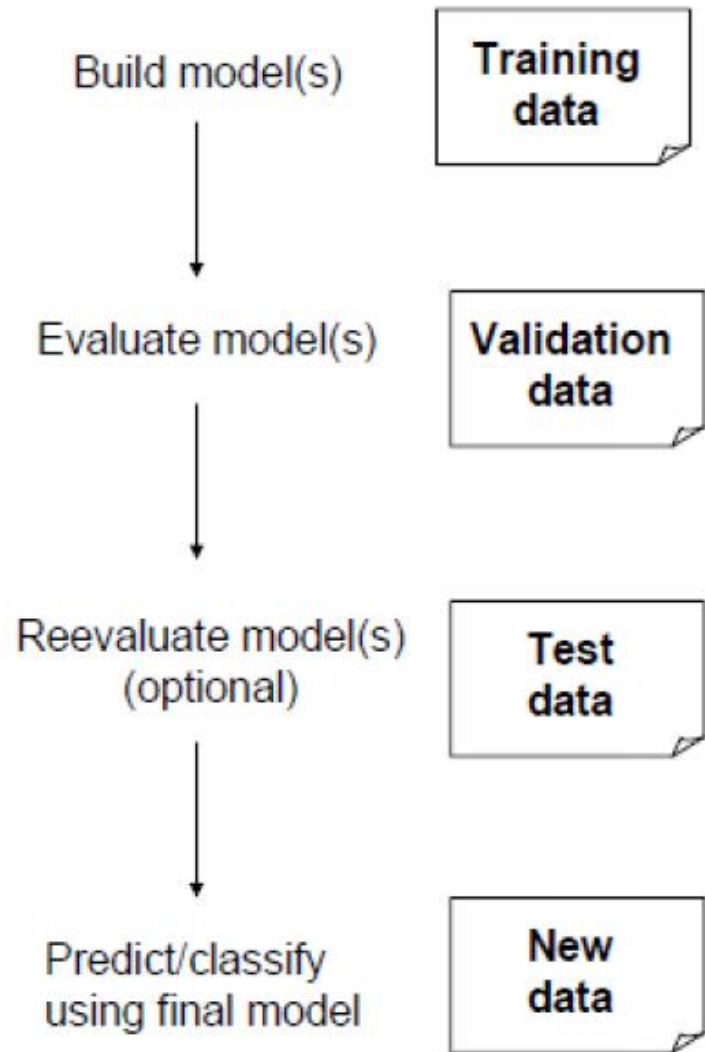 Build model(s)
Training
data
Evaluate model(s)
Validation
data
Reevaluate model(s)
(optional)
Test
data
Predict/classify
using final model
New
data